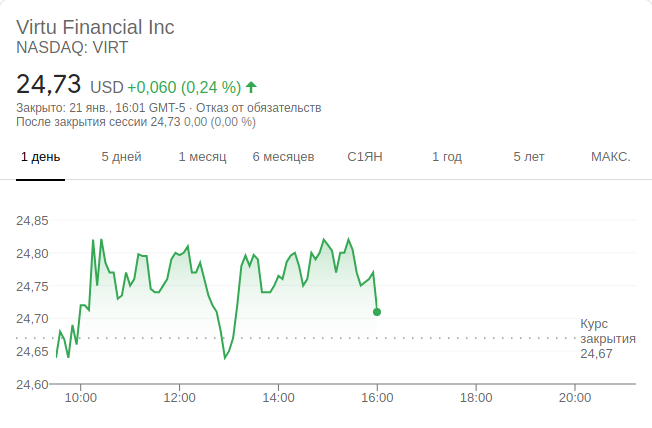 Virtu Financial Inc
NASDAQ: VIRT
24,73 USD +0,060 (0,24 %)
Закрыто: 21 янв., 16:01 GMT-5 · Отказ от обязательств
После закрытия сессии 24,73 0,00 (0,00 %)
1 день 5 дней 1 месяц 6 месяцев С1ЯН 1 год 5 лет МАКС.
24,85
24,80
24,75
24,70
24,65
24,60
Курс
закрытия
24,67
10:00 12:00 14:00 16:00 18:00 20:00